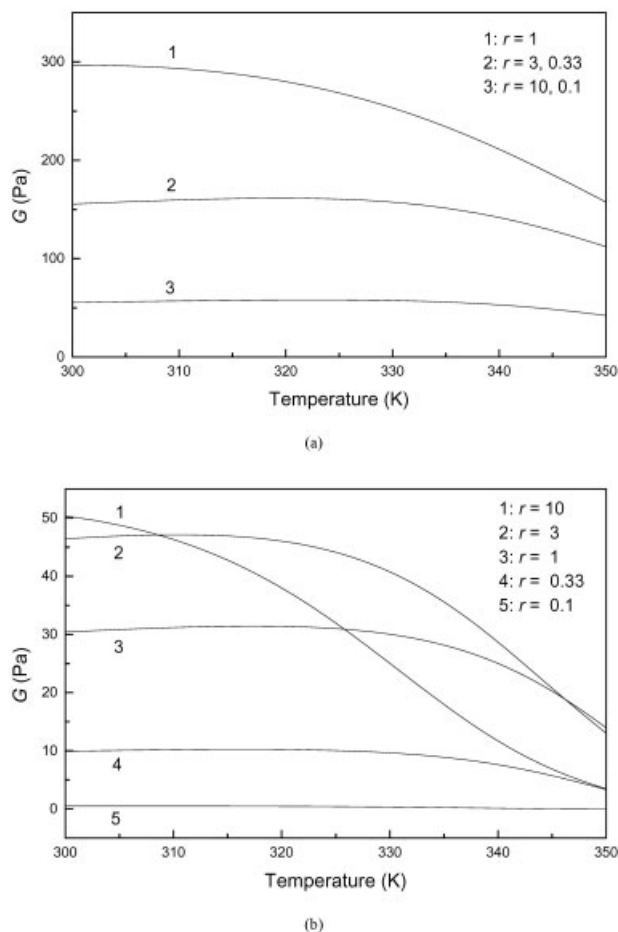 300
200
100
0
G (Pa)
1
2
3
1: r = 1
2: r = 3, 0.33
3: r = 10, 0.1
300 310 320 330 340 350
Temperature (K)
(a)
50
40
30
20
10
0
G (Pa)
1
2
3
4
5
1: r = 10
2: r = 3
3: r = 1
4: r = 0.33
5: r = 0.1
300 310 320 330 340 350
Temperature (K)
(b)